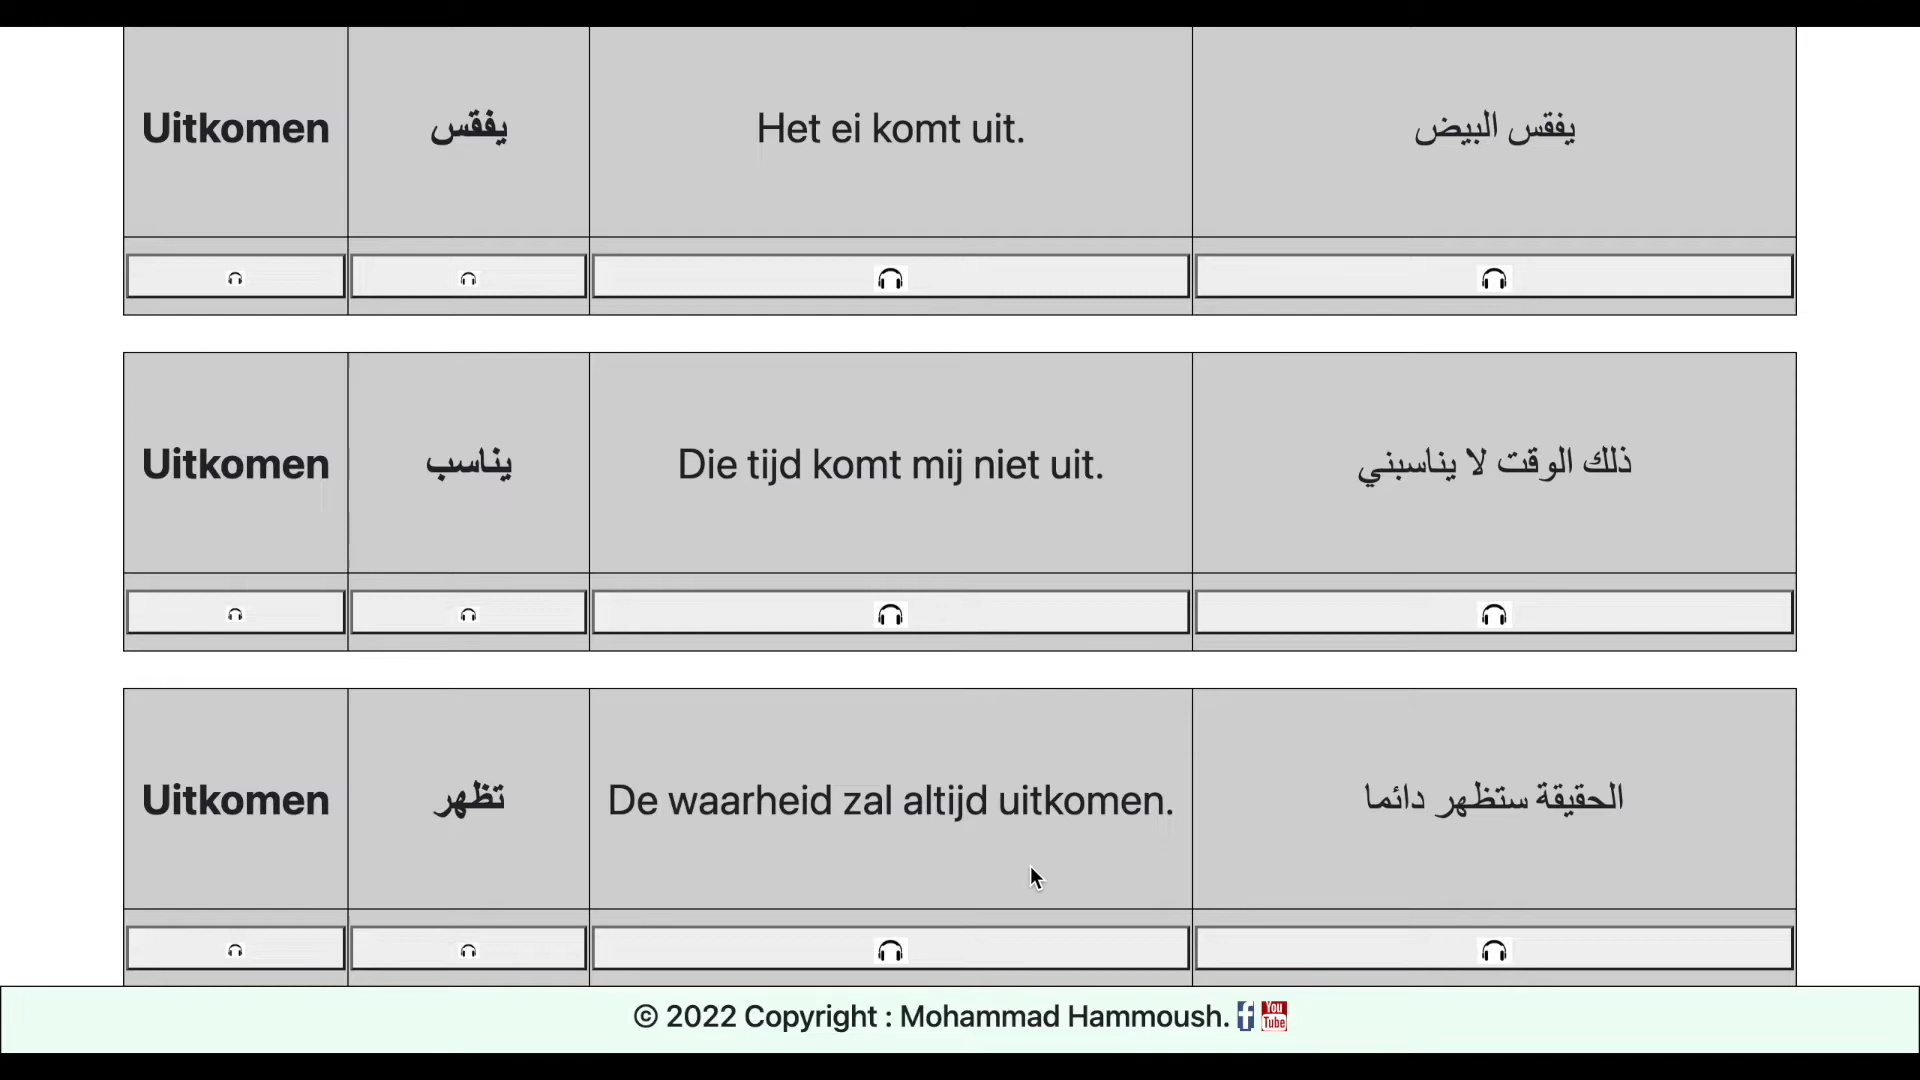 Uitkomen
يفقس
Het ei komt uit.
يفقس البيض
Uitkomen
يناسب
Die tijd komt mij niet uit.
ذلك الوقت لا يناسبني
Uitkomen
تظهر
De waarheid zal altijd uitkomen.
الحقيقة ستظهر دائما
© 2022 Copyright : Mohammad Hammoush. f You Tube